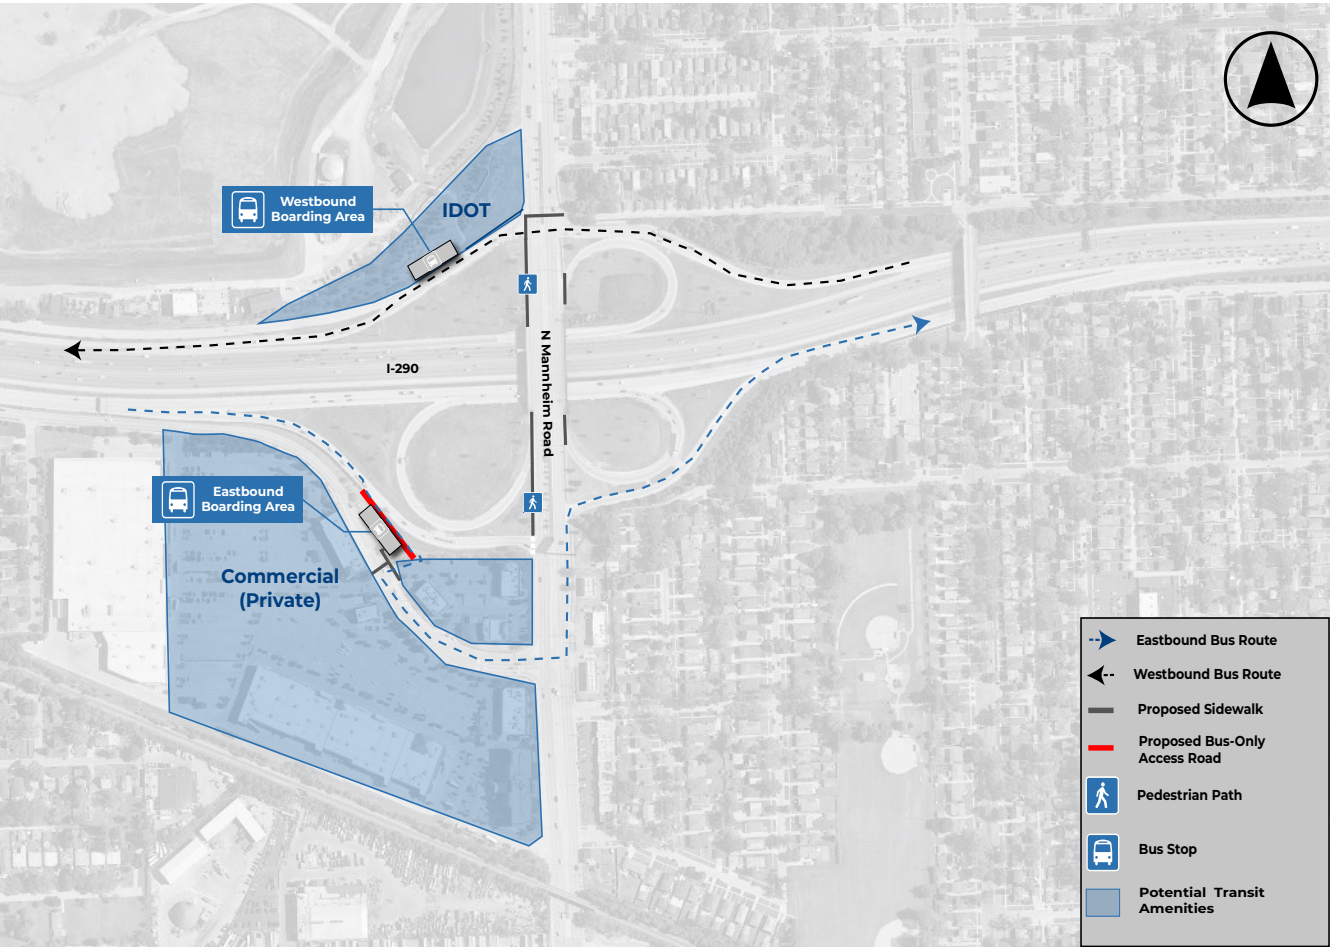 Westbound
Boarding Area
IDOT
N Mannheim Road
I-290
Eastbound
Boarding Area
Commercial
(Private)
Eastbound Bus Route
Westbound Bus Route
Proposed Sidewalk
Proposed Bus-Only
Access Road
Pedestrian Path
Bus Stop
Potential Transit
Amenities